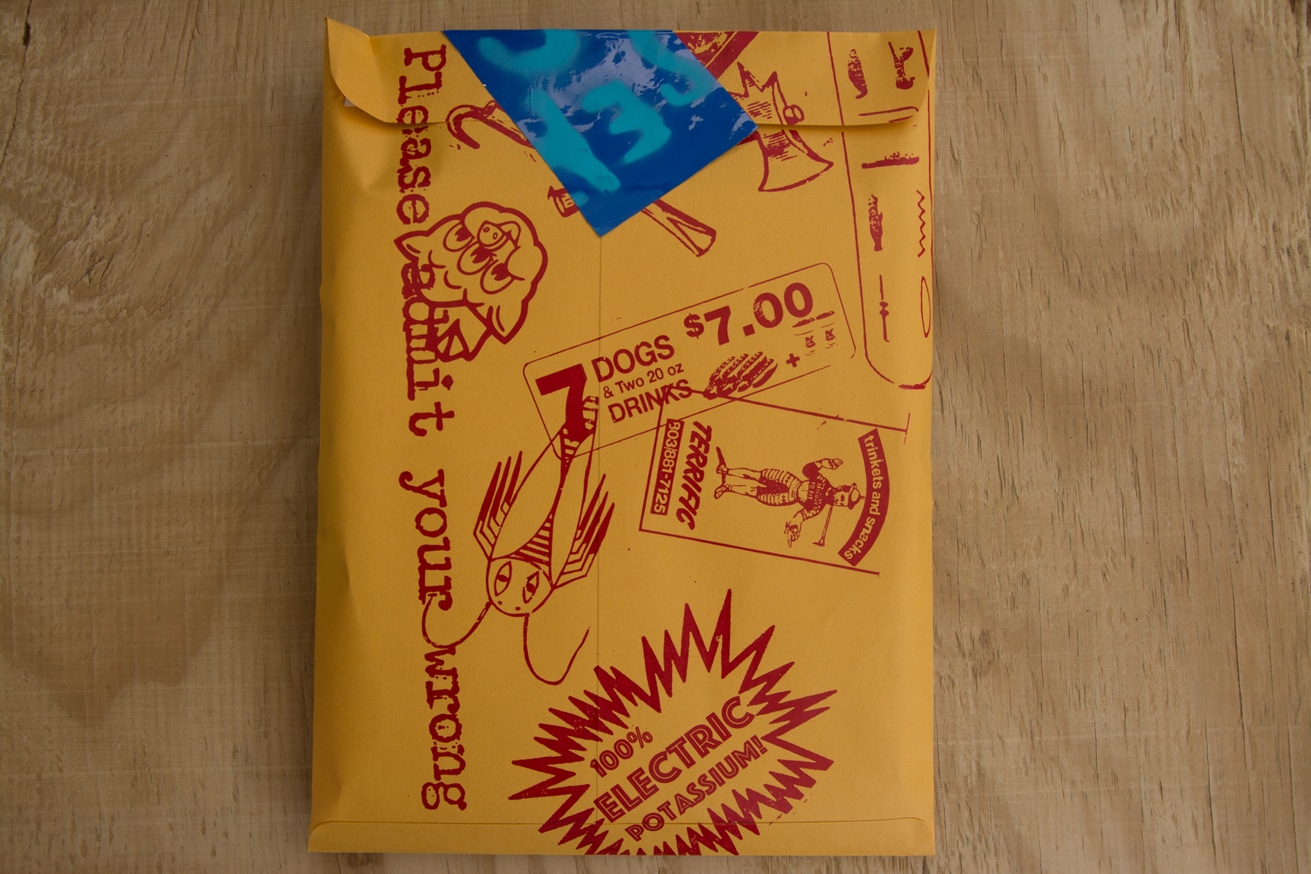 Please admit your wrong
7 DOGS $7.00
& Two 20 oz
DRINKS +
trinkets and snacks
TERRIFIC
803/881-7125
100%
ELECTRIC
POTASSIUM!